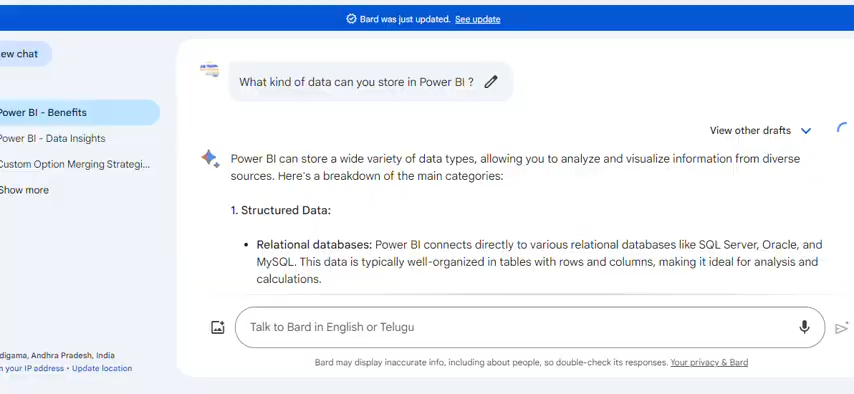 Bard was just updated. See update
ew chat
Power BI - Benefits
Power BI - Data Insights
Custom Option Merging Strategi...
Show more
What kind of data can you store in Power BI ?
View other drafts
Power BI can store a wide variety of data types, allowing you to analyze and visualize information from diverse
sources. Here's a breakdown of the main categories:
1. Structured Data:
• Relational databases: Power BI connects directly to various relational databases like SQL Server, Oracle, and
MySQL. This data is typically well-organized in tables with rows and columns, making it ideal for analysis and
calculations.
Talk to Bard in English or Telugu
Bard may display inaccurate info, including about people, so double-check its responses. Your privacy & Bard
digama, Andhra Pradesh, India
n your IP address • Update location